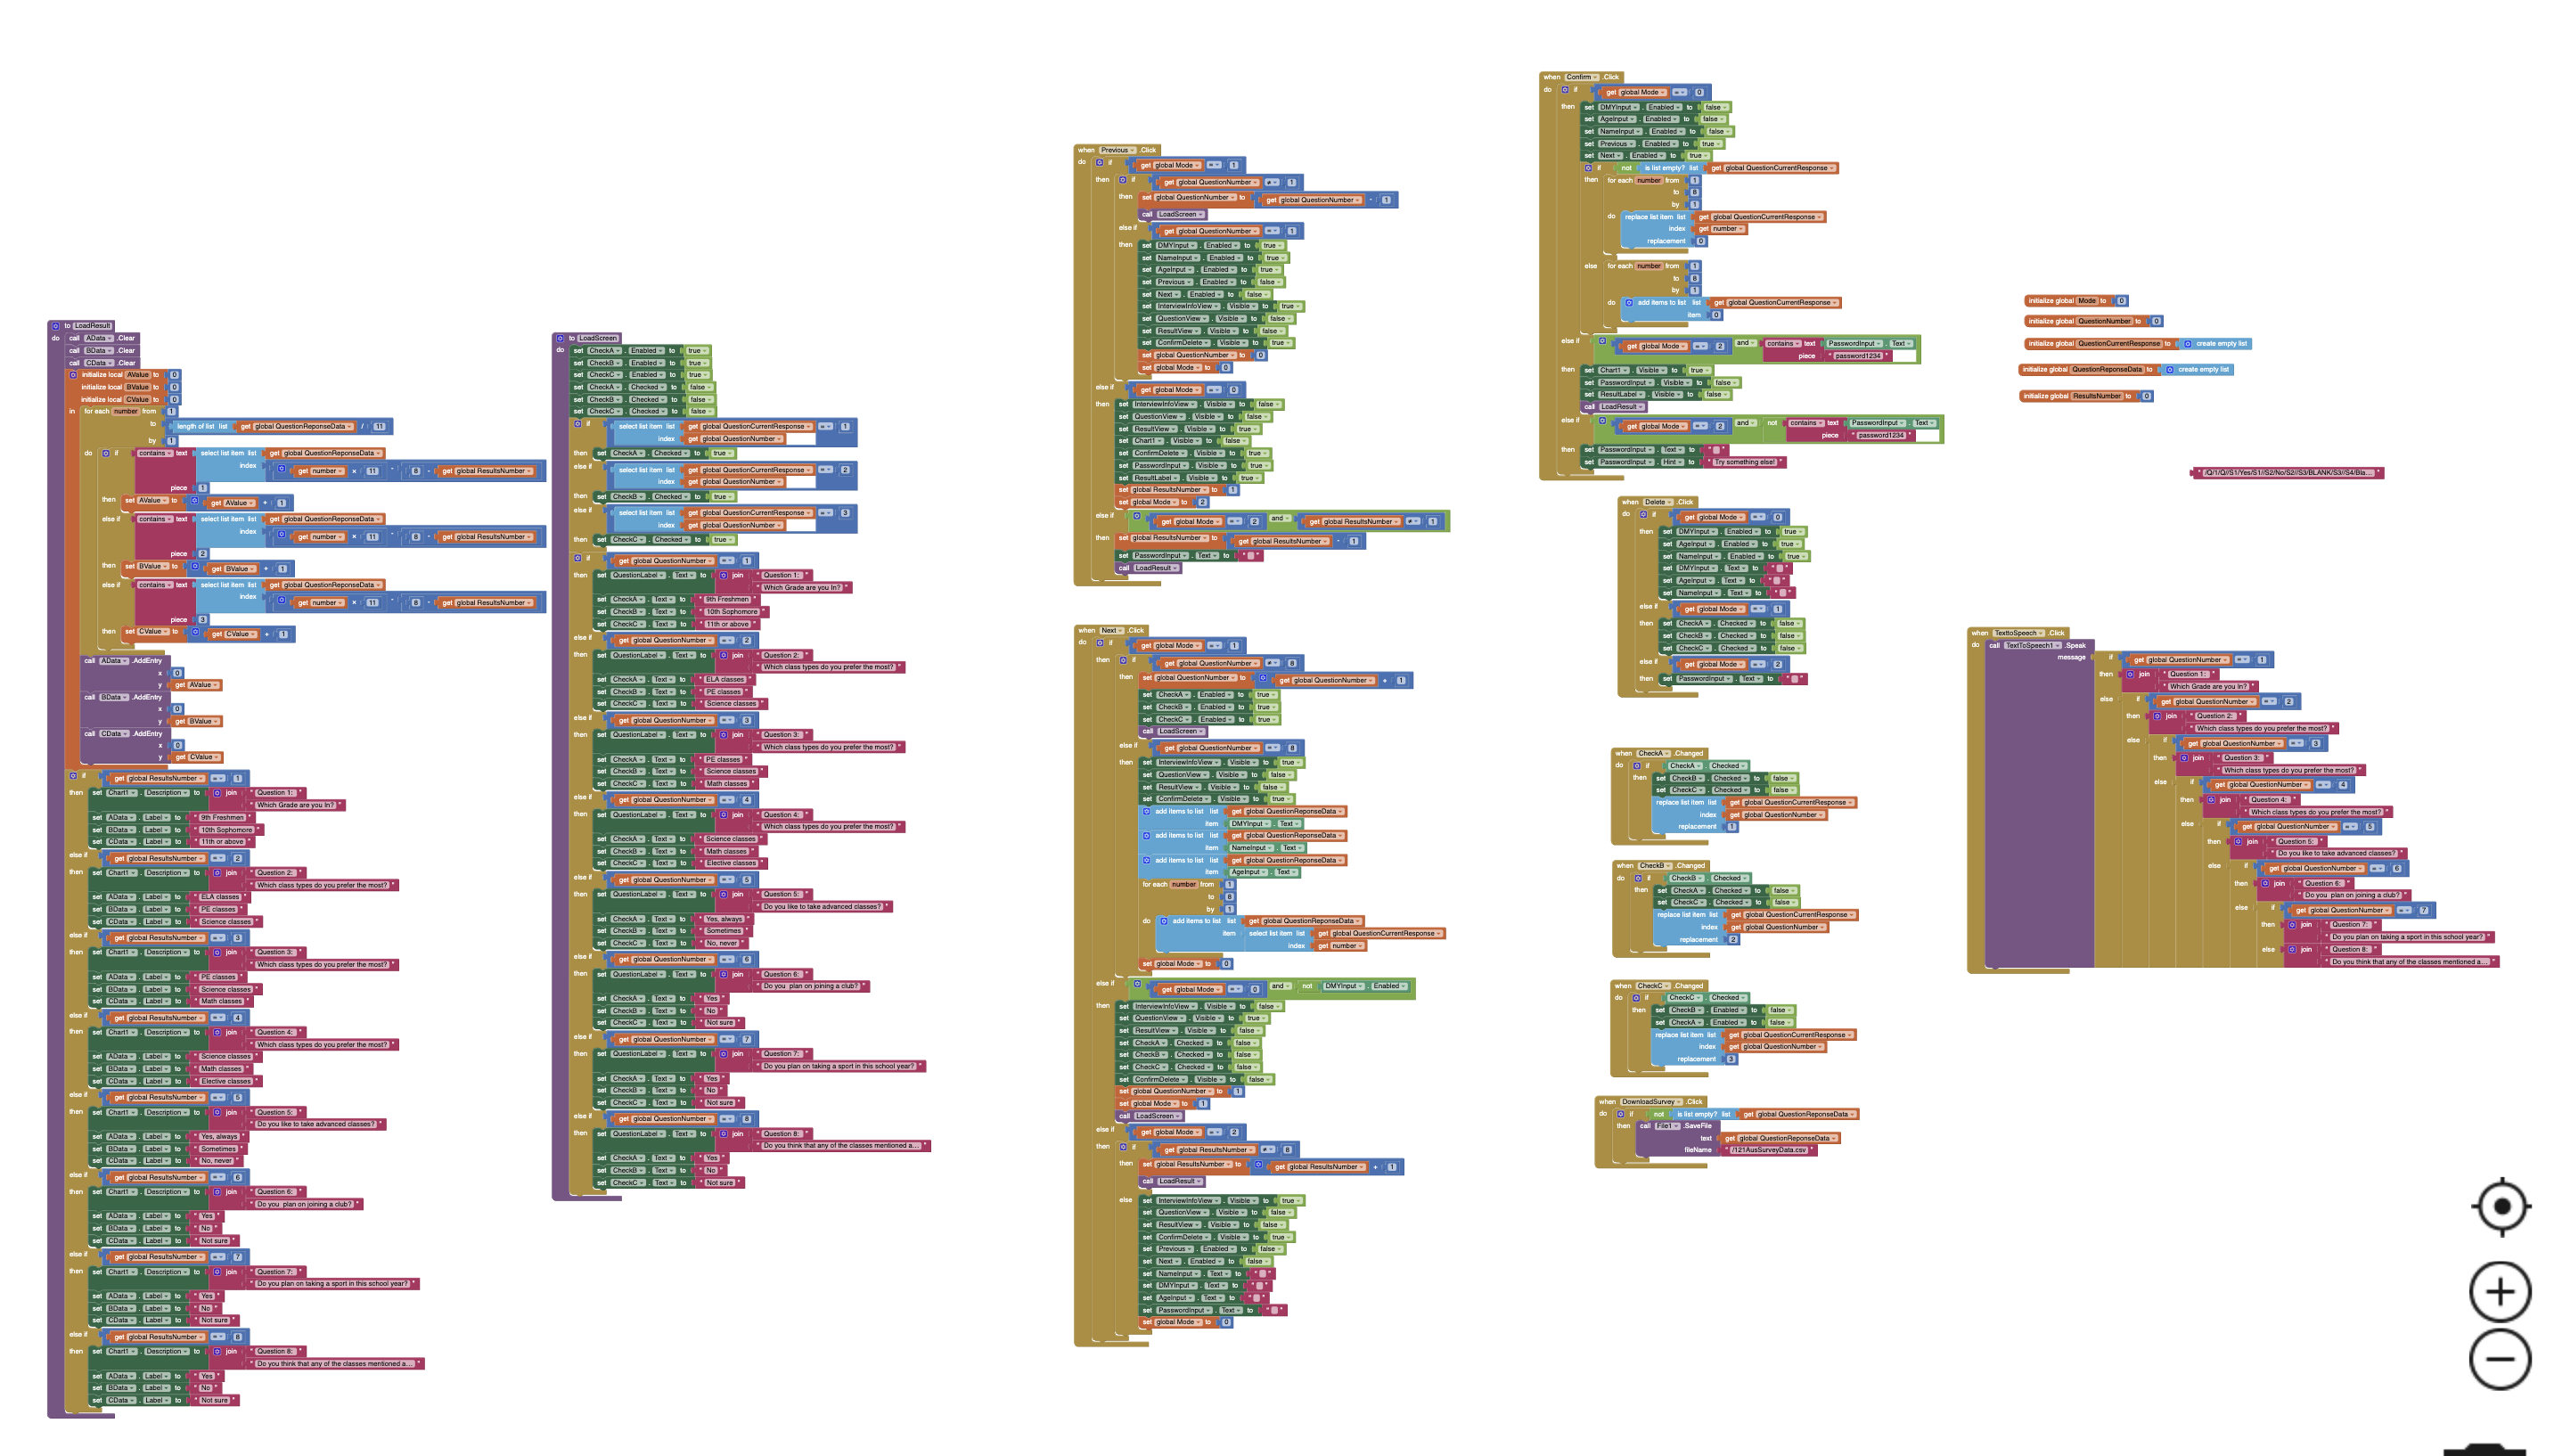 to LoadResult
do call AData .Clear
call BData .Clear
call CData .Clear
initialize local AValue to 0
initialize local BValue to 0
initialize local CValue to 0
in for each number from 1
to length of list list get global QuestionReponseData / 11
by 1
do if contains text select list item list get global QuestionReponseData
index get number × 11 - 8 - get global ResultsNumber
piece 1
then set AValue to get AValue + 1
else if contains text select list item list get global QuestionReponseData
index get number × 11 - 8 - get global ResultsNumber
piece 2
then set BValue to get BValue + 1
else if contains text select list item list get global QuestionReponseData
index get number × 11 - 8 - get global ResultsNumber
piece 3
then set CValue to get CValue + 1
call AData .AddEntry
x 0
y get AValue
call BData .AddEntry
x 0
y get BValue
call CData .AddEntry
x 0
y get CValue
if get global ResultsNumber = 1
then set Chart1 . Description to join " Question 1: "
" Which Grade are you In? "
set AData . Label to " 9th Freshmen "
set BData . Label to " 10th Sophomore "
set CData . Label to " 11th or above "
else if get global ResultsNumber = 2
then set Chart1 . Description to join " Question 2: "
" Which class types do you prefer the most? "
set AData . Label to " ELA classes "
set BData . Label to " PE classes "
set CData . Label to " Science classes "
else if get global ResultsNumber = 3
then set Chart1 . Description to join " Question 3: "
" Which class types do you prefer the most? "
set AData . Label to " PE classes "
set BData . Label to " Science classes "
set CData . Label to " Math classes "
else if get global ResultsNumber = 4
then set Chart1 . Description to join " Question 4: "
" Which class types do you prefer the most? "
set AData . Label to " Science classes "
set BData . Label to " Math classes "
set CData . Label to " Elective classes "
else if get global ResultsNumber = 5
then set Chart1 . Description to join " Question 5: "
" Do you like to take advanced classes? "
set AData . Label to " Yes, always "
set BData . Label to " Sometimes "
set CData . Label to " No, never "
else if get global ResultsNumber = 6
then set Chart1 . Description to join " Question 6: "
" Do you plan on joining a club? "
set AData . Label to " Yes "
set BData . Label to " No "
set CData . Label to " Not sure "
else if get global ResultsNumber = 7
then set Chart1 . Description to join " Question 7: "
" Do you plan on taking a sport in this school year? "
set AData . Label to " Yes "
set BData . Label to " No "
set CData . Label to " Not sure "
else if get global ResultsNumber = 8
then set Chart1 . Description to join " Question 8: "
" Do you think that any of the classes mentioned a... "
set AData . Label to " Yes "
set BData . Label to " No "
set CData . Label to " Not sure "
to LoadScreen
do set CheckA . Enabled to true
set CheckB . Enabled to true
set CheckC . Enabled to true
set CheckA . Checked to false
set CheckB . Checked to false
set CheckC . Checked to false
if select list item list get global QuestionCurrentResponse = 1
index get global QuestionNumber
then set CheckA . Checked to true
else if select list item list get global QuestionCurrentResponse = 2
index get global QuestionNumber
then set CheckB . Checked to true
else if select list item list get global QuestionCurrentResponse = 3
index get global QuestionNumber
then set CheckC . Checked to true
if get global QuestionNumber = 1
then set QuestionLabel . Text to join " Question 1: "
" Which Grade are you In? "
set CheckA . Text to " 9th Freshmen "
set CheckB . Text to " 10th Sophomore "
set CheckC . Text to " 11th or above "
else if get global QuestionNumber = 2
then set QuestionLabel . Text to join " Question 2: "
" Which class types do you prefer the most? "
set CheckA . Text to " ELA classes "
set CheckB . Text to " PE classes "
set CheckC . Text to " Science classes "
else if get global QuestionNumber = 3
then set QuestionLabel . Text to join " Question 3: "
" Which class types do you prefer the most? "
set CheckA . Text to " PE classes "
set CheckB . Text to " Science classes "
set CheckC . Text to " Math classes "
else if get global QuestionNumber = 4
then set QuestionLabel . Text to join " Question 4: "
" Which class types do you prefer the most? "
set CheckA . Text to " Science classes "
set CheckB . Text to " Math classes "
set CheckC . Text to " Elective classes "
else if get global QuestionNumber = 5
then set QuestionLabel . Text to join " Question 5: "
" Do you like to take advanced classes? "
set CheckA . Text to " Yes, always "
set CheckB . Text to " Sometimes "
set CheckC . Text to " No, never "
else if get global QuestionNumber = 6
then set QuestionLabel . Text to join " Question 6: "
" Do you plan on joining a club? "
set CheckA . Text to " Yes "
set CheckB . Text to " No "
set CheckC . Text to " Not sure "
else if get global QuestionNumber = 7
then set QuestionLabel . Text to join " Question 7: "
" Do you plan on taking a sport in this school year? "
set CheckA . Text to " Yes "
set CheckB . Text to " No "
set CheckC . Text to " Not sure "
else if get global QuestionNumber = 8
then set QuestionLabel . Text to join " Question 8: "
" Do you think that any of the classes mentioned a... "
set CheckA . Text to " Yes "
set CheckB . Text to " No "
set CheckC . Text to " Not sure "
when Previous .Click
do if get global Mode = 1
then if get global QuestionNumber ≠ 1
then set global QuestionNumber to get global QuestionNumber - 1
call LoadScreen
else if get global QuestionNumber = 1
then set DMYInput . Enabled to true
set NameInput . Enabled to true
set AgeInput . Enabled to true
set Previous . Enabled to false
set Next . Enabled to false
set InterviewInfoView . Visible to true
set QuestionView . Visible to false
set ResultView . Visible to false
set ConfirmDelete . Visible to true
set global QuestionNumber to 0
set global Mode to 0
else if get global Mode = 0
then set InterviewInfoView . Visible to false
set QuestionView . Visible to false
set ResultView . Visible to true
set Chart1 . Visible to false
set ConfirmDelete . Visible to true
set PasswordInput . Visible to true
set ResultLabel . Visible to true
set global ResultsNumber to 1
set global Mode to 2
else if get global Mode = 2 and get global ResultsNumber ≠ 1
then set global ResultsNumber to get global ResultsNumber - 1
set PasswordInput . Text to " "
call LoadResult
when Next .Click
do if get global Mode = 1
then if get global QuestionNumber ≠ 8
then set global QuestionNumber to get global QuestionNumber + 1
set CheckA . Enabled to true
set CheckB . Enabled to true
set CheckC . Enabled to true
call LoadScreen
else if get global QuestionNumber = 8
then set InterviewInfoView . Visible to true
set QuestionView . Visible to false
set ResultView . Visible to false
set ConfirmDelete . Visible to true
add items to list list get global QuestionReponseData
item DMYInput . Text
add items to list list get global QuestionReponseData
item NameInput . Text
add items to list list get global QuestionReponseData
item AgeInput . Text
for each number from 1
to 8
by 1
do add items to list list get global QuestionReponseData
item select list item list get global QuestionCurrentResponse
index get number
set global Mode to 0
else if get global Mode = 0 and not DMYInput . Enabled
then set InterviewInfoView . Visible to false
set QuestionView . Visible to true
set ResultView . Visible to false
set CheckA . Checked to false
set CheckB . Checked to false
set CheckC . Checked to false
set ConfirmDelete . Visible to false
set global QuestionNumber to 1
set global Mode to 1
call LoadScreen
else if get global Mode = 2
then if get global ResultsNumber ≠ 8
then set global ResultsNumber to get global ResultsNumber + 1
call LoadResult
else set InterviewInfoView . Visible to true
set QuestionView . Visible to false
set ResultView . Visible to false
set ConfirmDelete . Visible to true
set Previous . Enabled to false
set Next . Enabled to false
set NameInput . Text to " "
set DMYInput . Text to " "
set AgeInput . Text to " "
set PasswordInput . Text to " "
set global Mode to 0
when Confirm .Click
do if get global Mode = 0
then set DMYInput . Enabled to false
set AgeInput . Enabled to false
set NameInput . Enabled to false
set Previous . Enabled to true
set Next . Enabled to true
if not is list empty? list get global QuestionCurrentResponse
then for each number from 1
to 8
by 1
do replace list item list get global QuestionCurrentResponse
index get number
replacement 0
else for each number from 1
to 8
by 1
do add items to list list get global QuestionCurrentResponse
item 0
else if get global Mode = 2 and contains text PasswordInput . Text
piece " password1234 "
then set Chart1 . Visible to true
set PasswordInput . Visible to false
set ResultLabel . Visible to false
call LoadResult
else if get global Mode = 2 and not contains text PasswordInput . Text
piece " password1234 "
then set PasswordInput . Text to " "
set PasswordInput . Hint to " Try something else! "
when Delete .Click
do if get global Mode = 0
then set DMYInput . Enabled to true
set AgeInput . Enabled to true
set NameInput . Enabled to true
set DMYInput . Text to " "
set AgeInput . Text to " "
set NameInput . Text to " "
else if get global Mode = 1
then set CheckA . Checked to false
set CheckB . Checked to false
set CheckC . Checked to false
else if get global Mode = 2
then set PasswordInput . Text to " "
when CheckA .Changed
do if CheckA . Checked
then set CheckB . Checked to false
set CheckC . Checked to false
replace list item list get global QuestionCurrentResponse
index get global QuestionNumber
replacement 1
when CheckB .Changed
do if CheckB . Checked
then set CheckA . Checked to false
set CheckC . Checked to false
replace list item list get global QuestionCurrentResponse
index get global QuestionNumber
replacement 2
when CheckC .Changed
do if CheckC . Checked
then set CheckB . Enabled to false
set CheckA . Enabled to false
replace list item list get global QuestionCurrentResponse
index get global QuestionNumber
replacement 3
when DownloadSurvey .Click
do if not is list empty? list get global QuestionReponseData
then call File1 .SaveFile
text get global QuestionReponseData
fileName " /121AusSurveyData.csv "
initialize global Mode to 0
initialize global QuestionNumber to 0
initialize global QuestionCurrentResponse to create empty list
initialize global QuestionReponseData to create empty list
initialize global ResultsNumber to 0
" /Q/1/Q//S1/Yes/S1//S2/No/S2//S3/BLANK/S3//S4/Bla... "
when TexttoSpeech .Click
do call TextToSpeech1 .Speak
message if get global QuestionNumber = 1
then join " Question 1: "
" Which Grade are you In? "
else if get global QuestionNumber = 2
then join " Question 2: "
" Which class types do you prefer the most? "
else if get global QuestionNumber = 3
then join " Question 3: "
" Which class types do you prefer the most? "
else if get global QuestionNumber = 4
then join " Question 4: "
" Which class types do you prefer the most? "
else if get global QuestionNumber = 5
then join " Question 5: "
" Do you like to take advanced classes? "
else if get global QuestionNumber = 6
then join " Question 6: "
" Do you plan on joining a club? "
else if get global QuestionNumber = 7
then join " Question 7: "
" Do you plan on taking a sport in this school year? "
else join " Question 8: "
" Do you think that any of the classes mentioned a... "